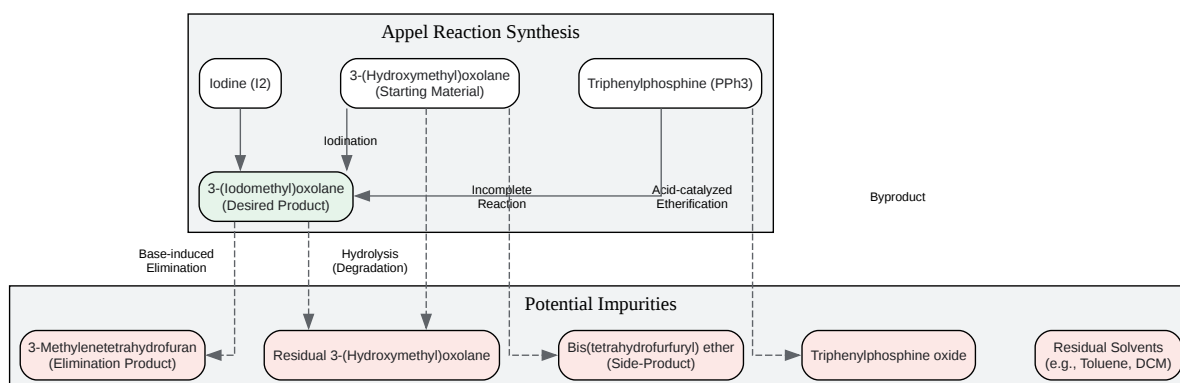 Appel Reaction Synthesis
Iodine (I2)
3-(Hydroxymethyl)oxolane
(Starting Material)
Triphenylphosphine (PPh3)
Iodination
3-(Iodomethyl)oxolane
(Desired Product)
Incomplete
Reaction
Acid-catalyzed
Etherification
Byproduct
Base-induced
Elimination
Hydrolysis
(Degradation)
Potential Impurities
3-Methylenetetrahydrofuran
(Elimination Product)
Residual 3-(Hydroxymethyl)oxolane
Bis(tetrahydrofurfuryl) ether
(Side-Product)
Triphenylphosphine oxide
Residual Solvents
(e.g., Toluene, DCM)